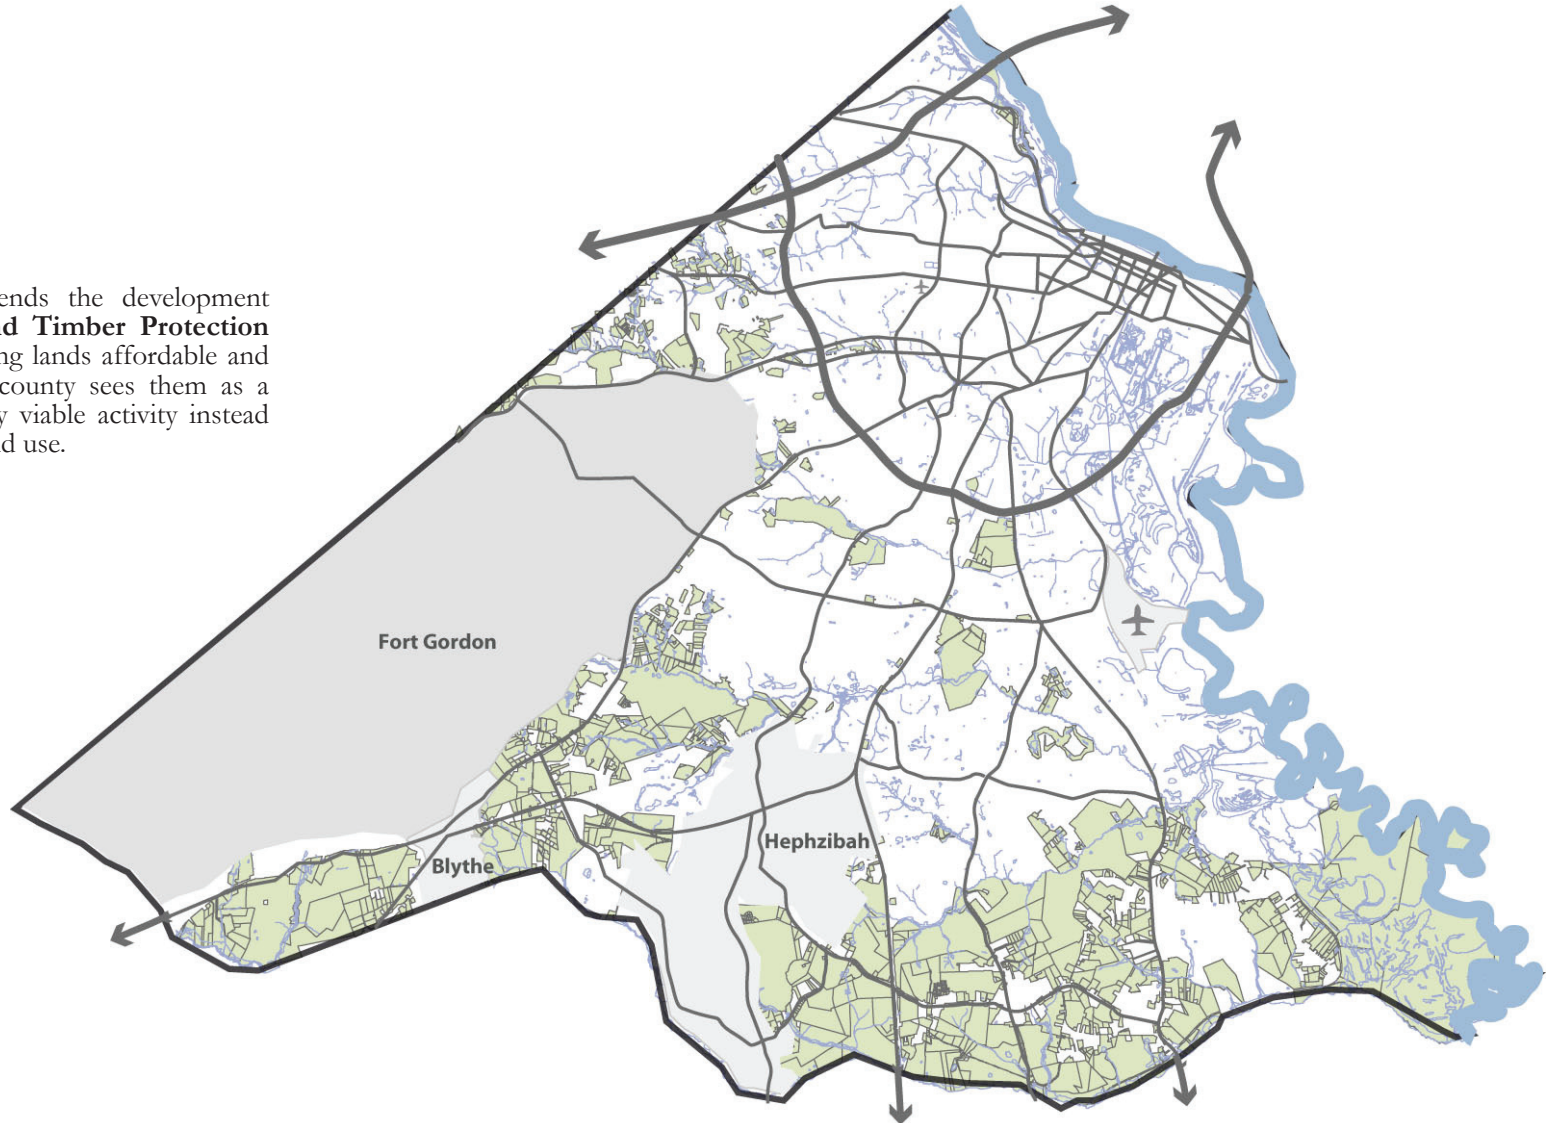 ends the development
d Timber Protection
ng lands affordable and
county sees them as a
y viable activity instead
d use.
Fort Gordon
Hephzibah
Blythe